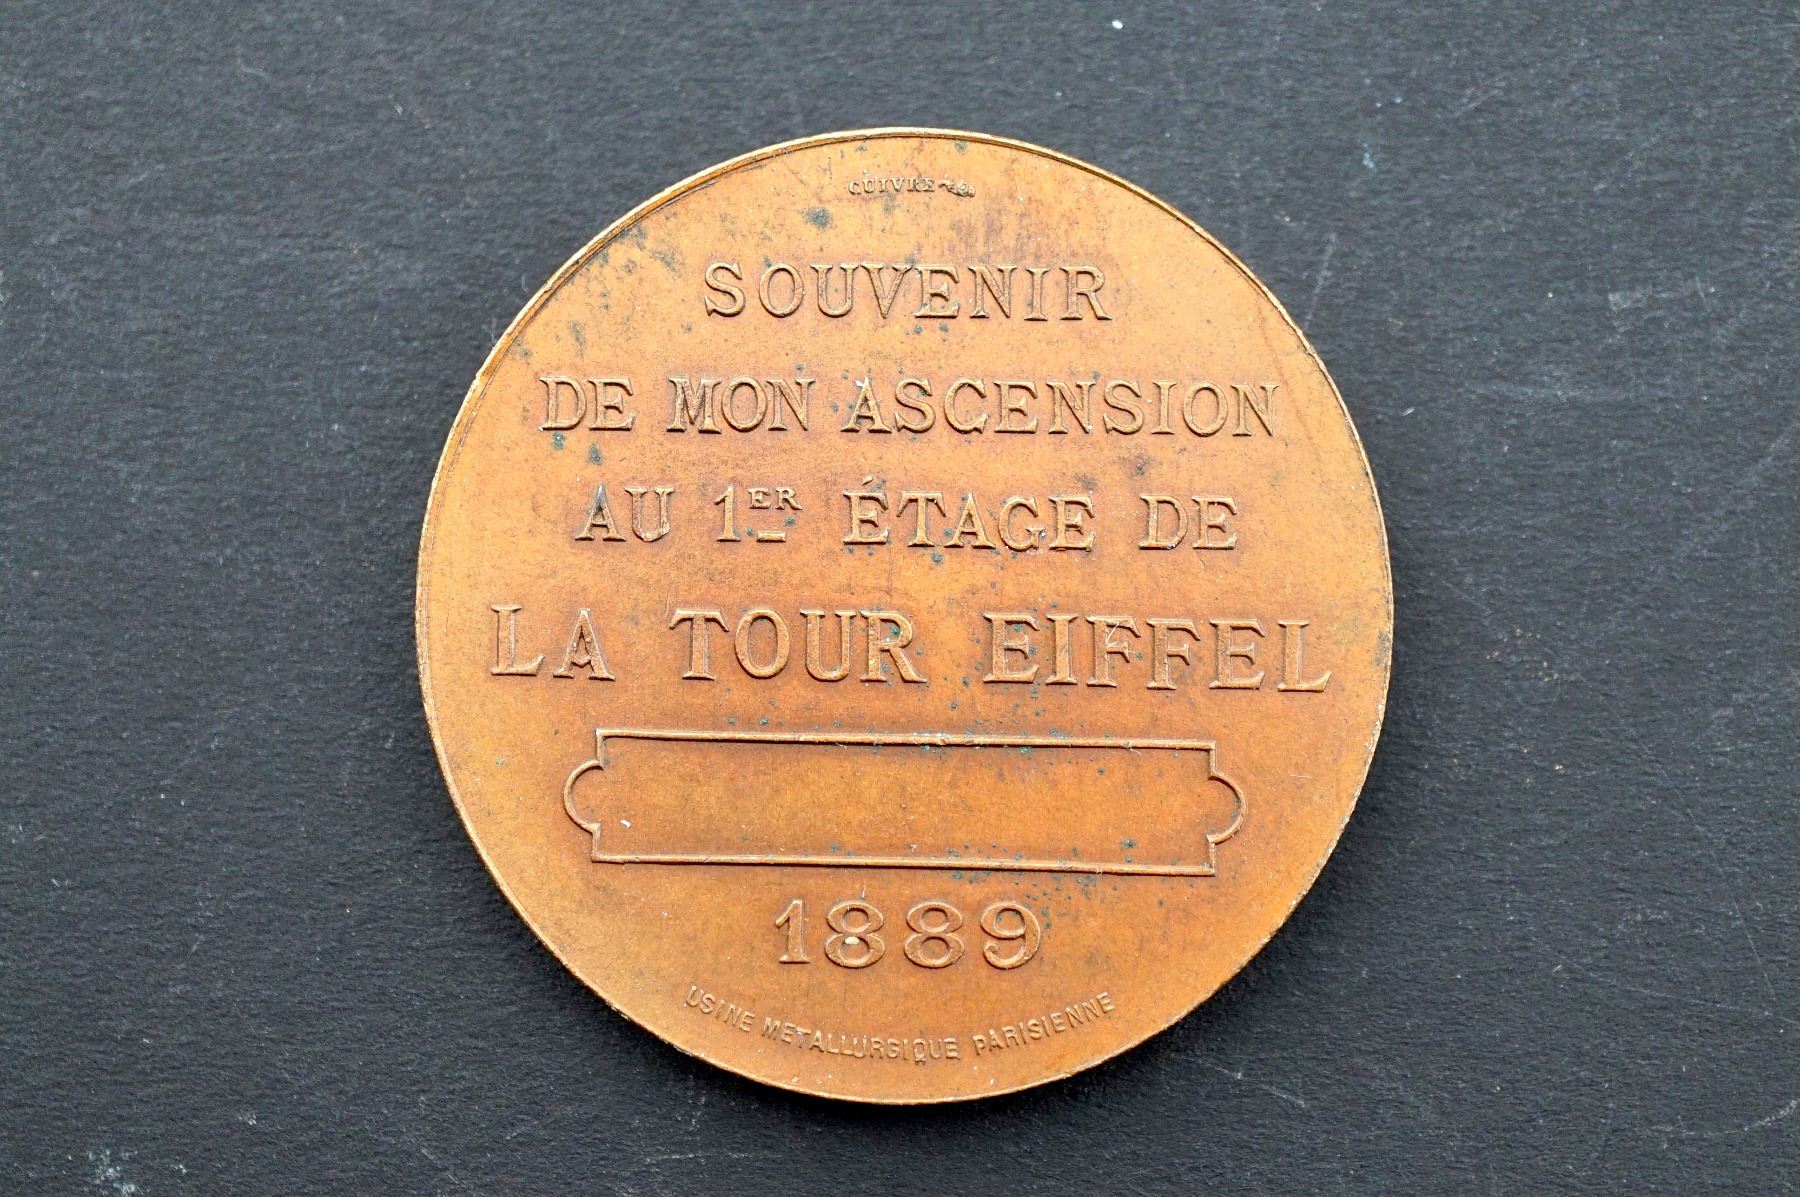 CUIVRE
SOUVENIR
DE MON ASCENSION
AU 1ER ÉTAGE DE
LA TOUR EIFFEL
1889
USINE METALLURGIQUE PARISIENNE